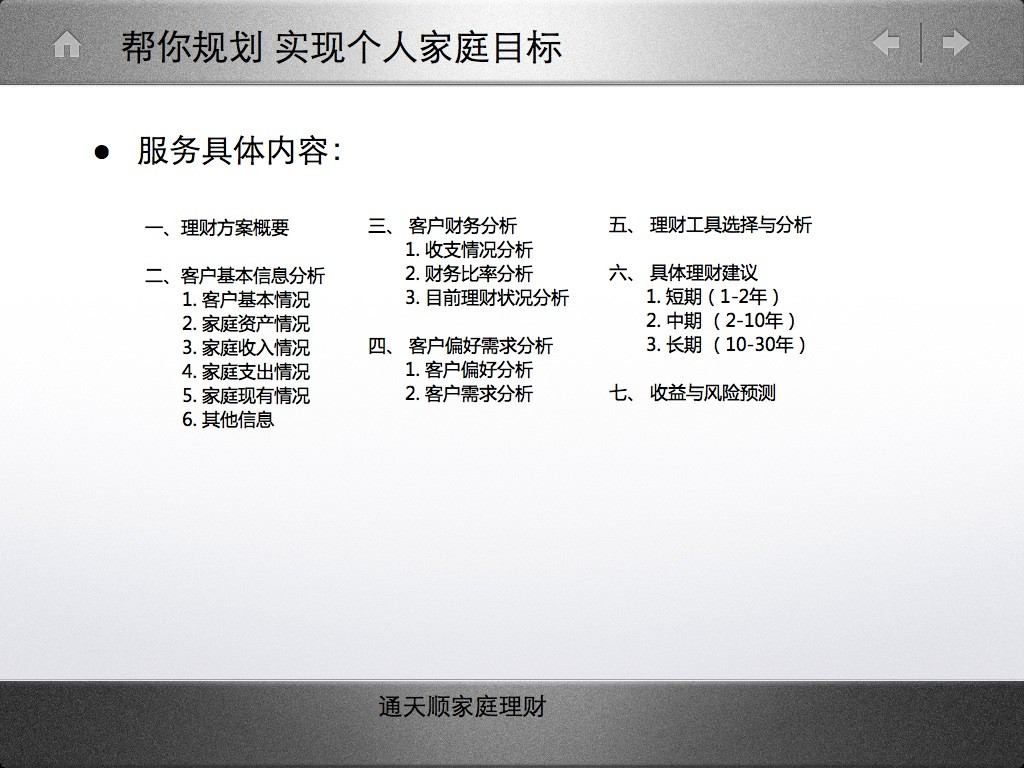 帮你规划 实现个人家庭目标
● 服务具体内容：
一、理财方案概要
二、客户基本信息分析
1. 客户基本情况
2. 家庭资产情况
3. 家庭收入情况
4. 家庭支出情况
5. 家庭现有情况
6. 其他信息
三、 客户财务分析
1. 收支情况分析
2. 财务比率分析
3. 目前理财状况分析
四、 客户偏好需求分析
1. 客户偏好分析
2. 客户需求分析
五、 理财工具选择与分析
六、 具体理财建议
1. 短期（1-2年）
2. 中期 （2-10年）
3. 长期 （10-30年）
七、 收益与风险预测
通天顺家庭理财